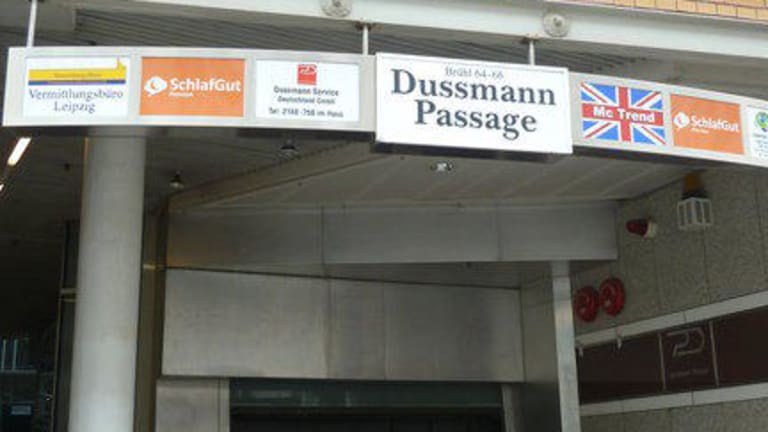 Vermittlungsbüro
Leipzig
SchlafGut
Dussmann Service
Deutschland GmbH
Brühl 64-66
Dussmann
Passage
Mc Trend
SchlafGut